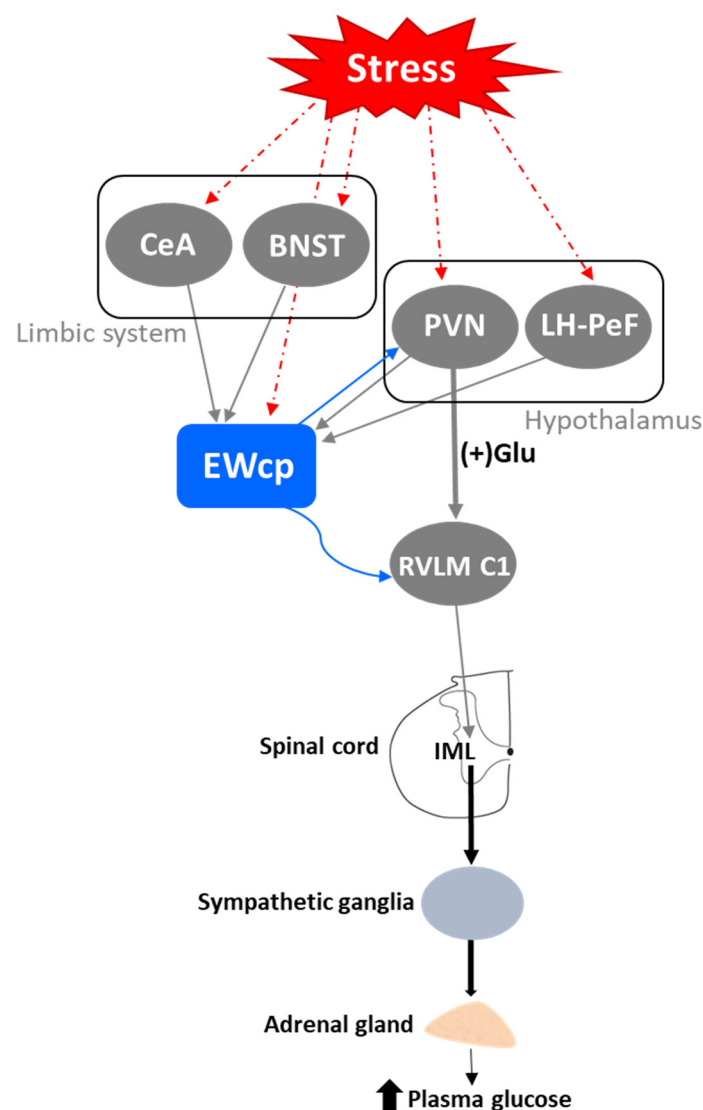 Stress
CeA
BNST
Limbic system
PVN
LH-PeF
Hypothalamus
EWcp
(+)Glu
RVLM C1
Spinal cord
IML
Sympathetic ganglia
Adrenal gland
Plasma glucose